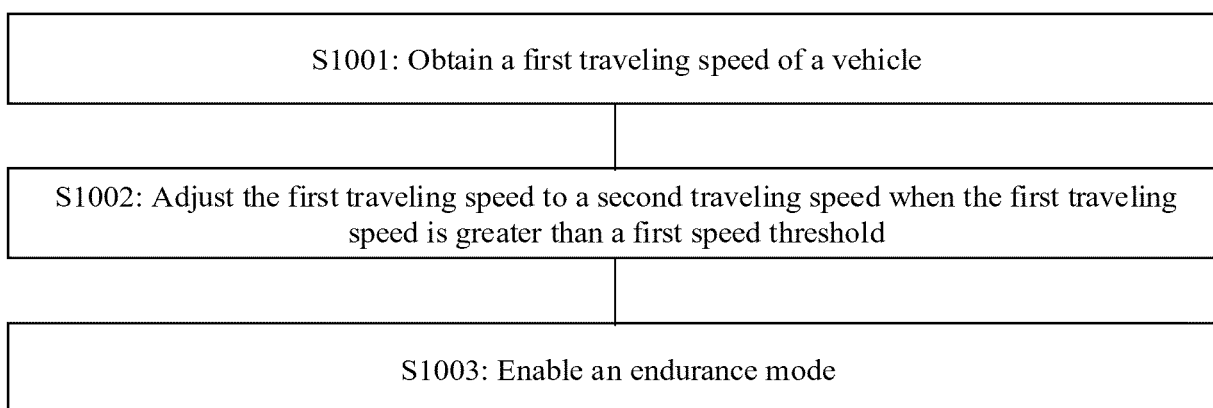 S1001: Obtain a first traveling speed of a vehicle
S1002: Adjust the first traveling speed to a second traveling speed when the first traveling
speed is greater than a first speed threshold
S1003: Enable an endurance mode